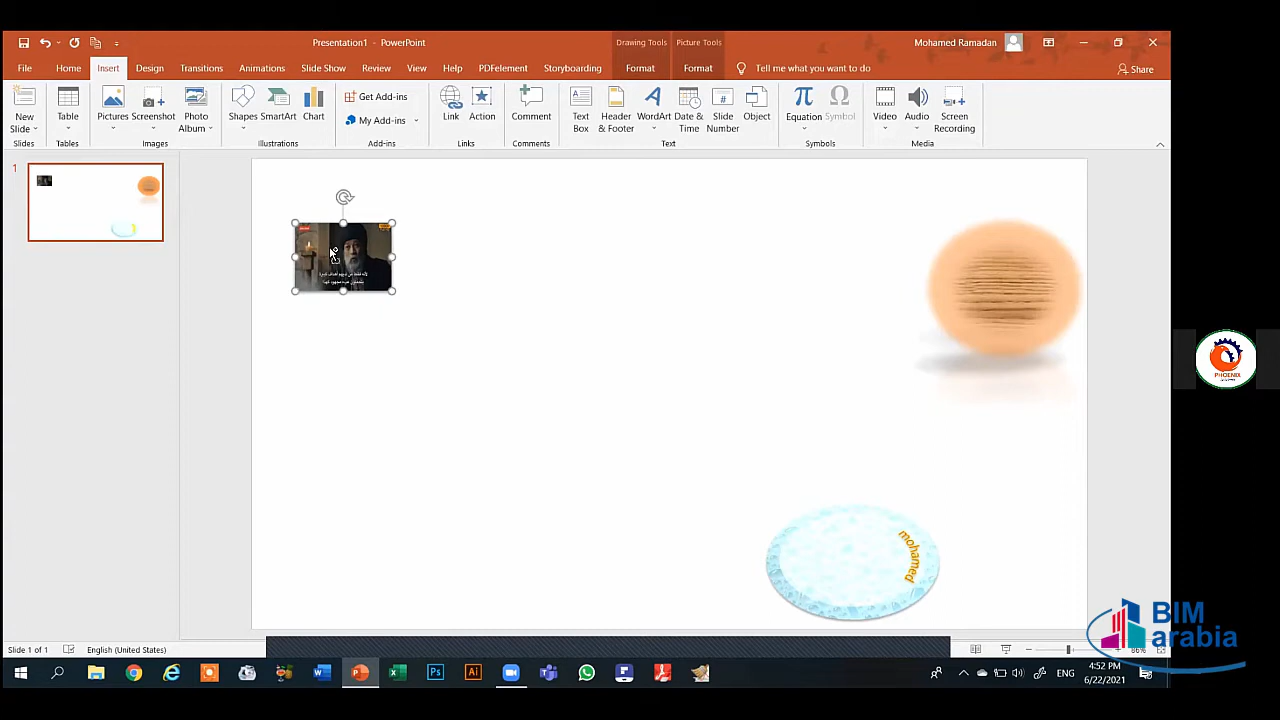 Presentation1 - PowerPoint
Drawing Tools
Picture Tools
Mohamed Ramadan
File
Home
Insert
Design
Transitions
Animations
Slide Show
Review
View
Help
PDFelement
Storyboarding
Format
Format
Tell me what you want to do
Share
New
Slide
Table
Pictures
Screenshot
Photo
Album
Shapes
SmartArt
Chart
Get Add-ins
My Add-ins
Link
Action
Comment
Text
Box
Header
& Footer
WordArt
Date &
Time
Slide
Number
Object
Equation
Symbol
Video
Audio
Screen
Recording
Slides
Tables
Images
Illustrations
Add-ins
Links
Comments
Text
Symbols
Media
1
mohamed
PHOENIX
BIM
arabia
Slide 1 of 1
English (United States)
86%
ENG
4:52 PM
6/22/2021